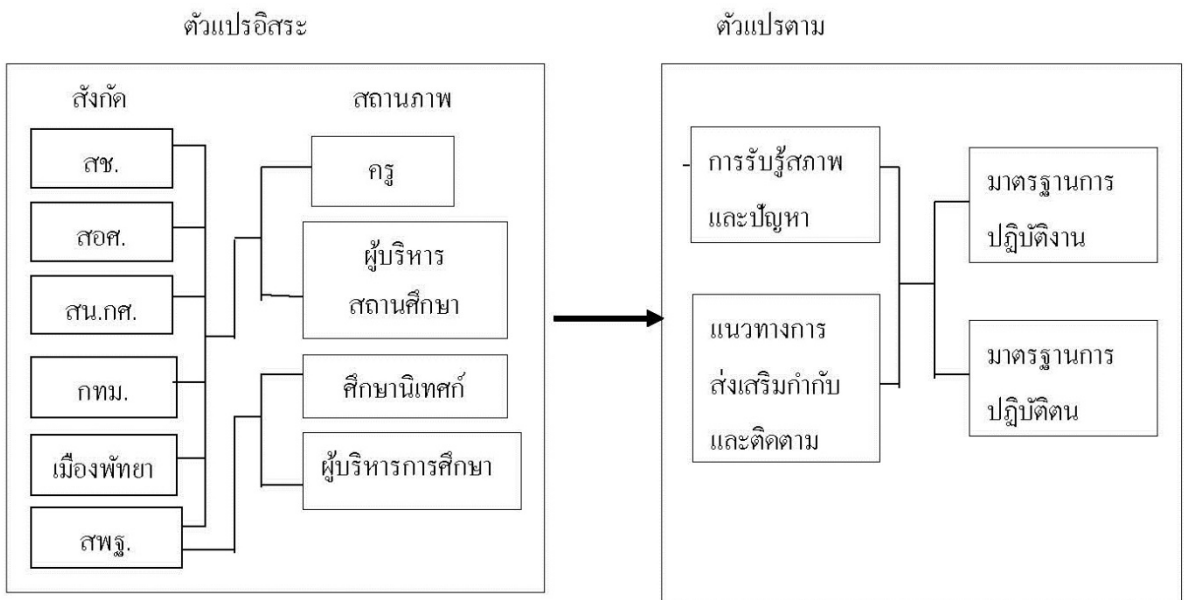 ตัวแปรอิสระ
ตัวแปรตาม
สังกัด
สถานภาพ
สช.
สอศ.
สน.กศ.
กทม.
เมืองพัทยา
สพฐ.
ครู
ผู้บริหาร
สถานศึกษา
ศึกษานิเทศก์
ผู้บริหารการศึกษา
การรับรู้สภาพ
และปัญหา
แนวทางการ
ส่งเสริมกำกับ
และติดตาม
มาตรฐานการ
ปฏิบัติงาน
มาตรฐานการ
ปฏิบัติตน